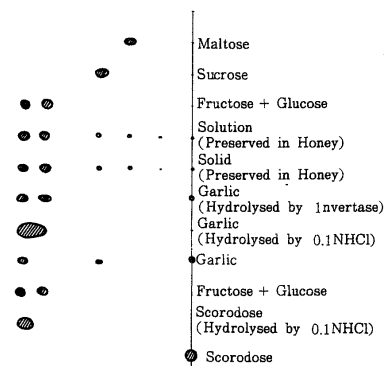 Maltose
Sucrose
Fructose + Glucose
Solution
(Preserved in Honey)
Solid
(Preserved in Honey)
Garlic
(Hydrolysed by 1nvertase)
Garlic
(Hydrolysed by 0.1NHCl)
Garlic
Fructose + Glucose
Scorodose
(Hydrolysed by 0.1NHCl)
Scorodose